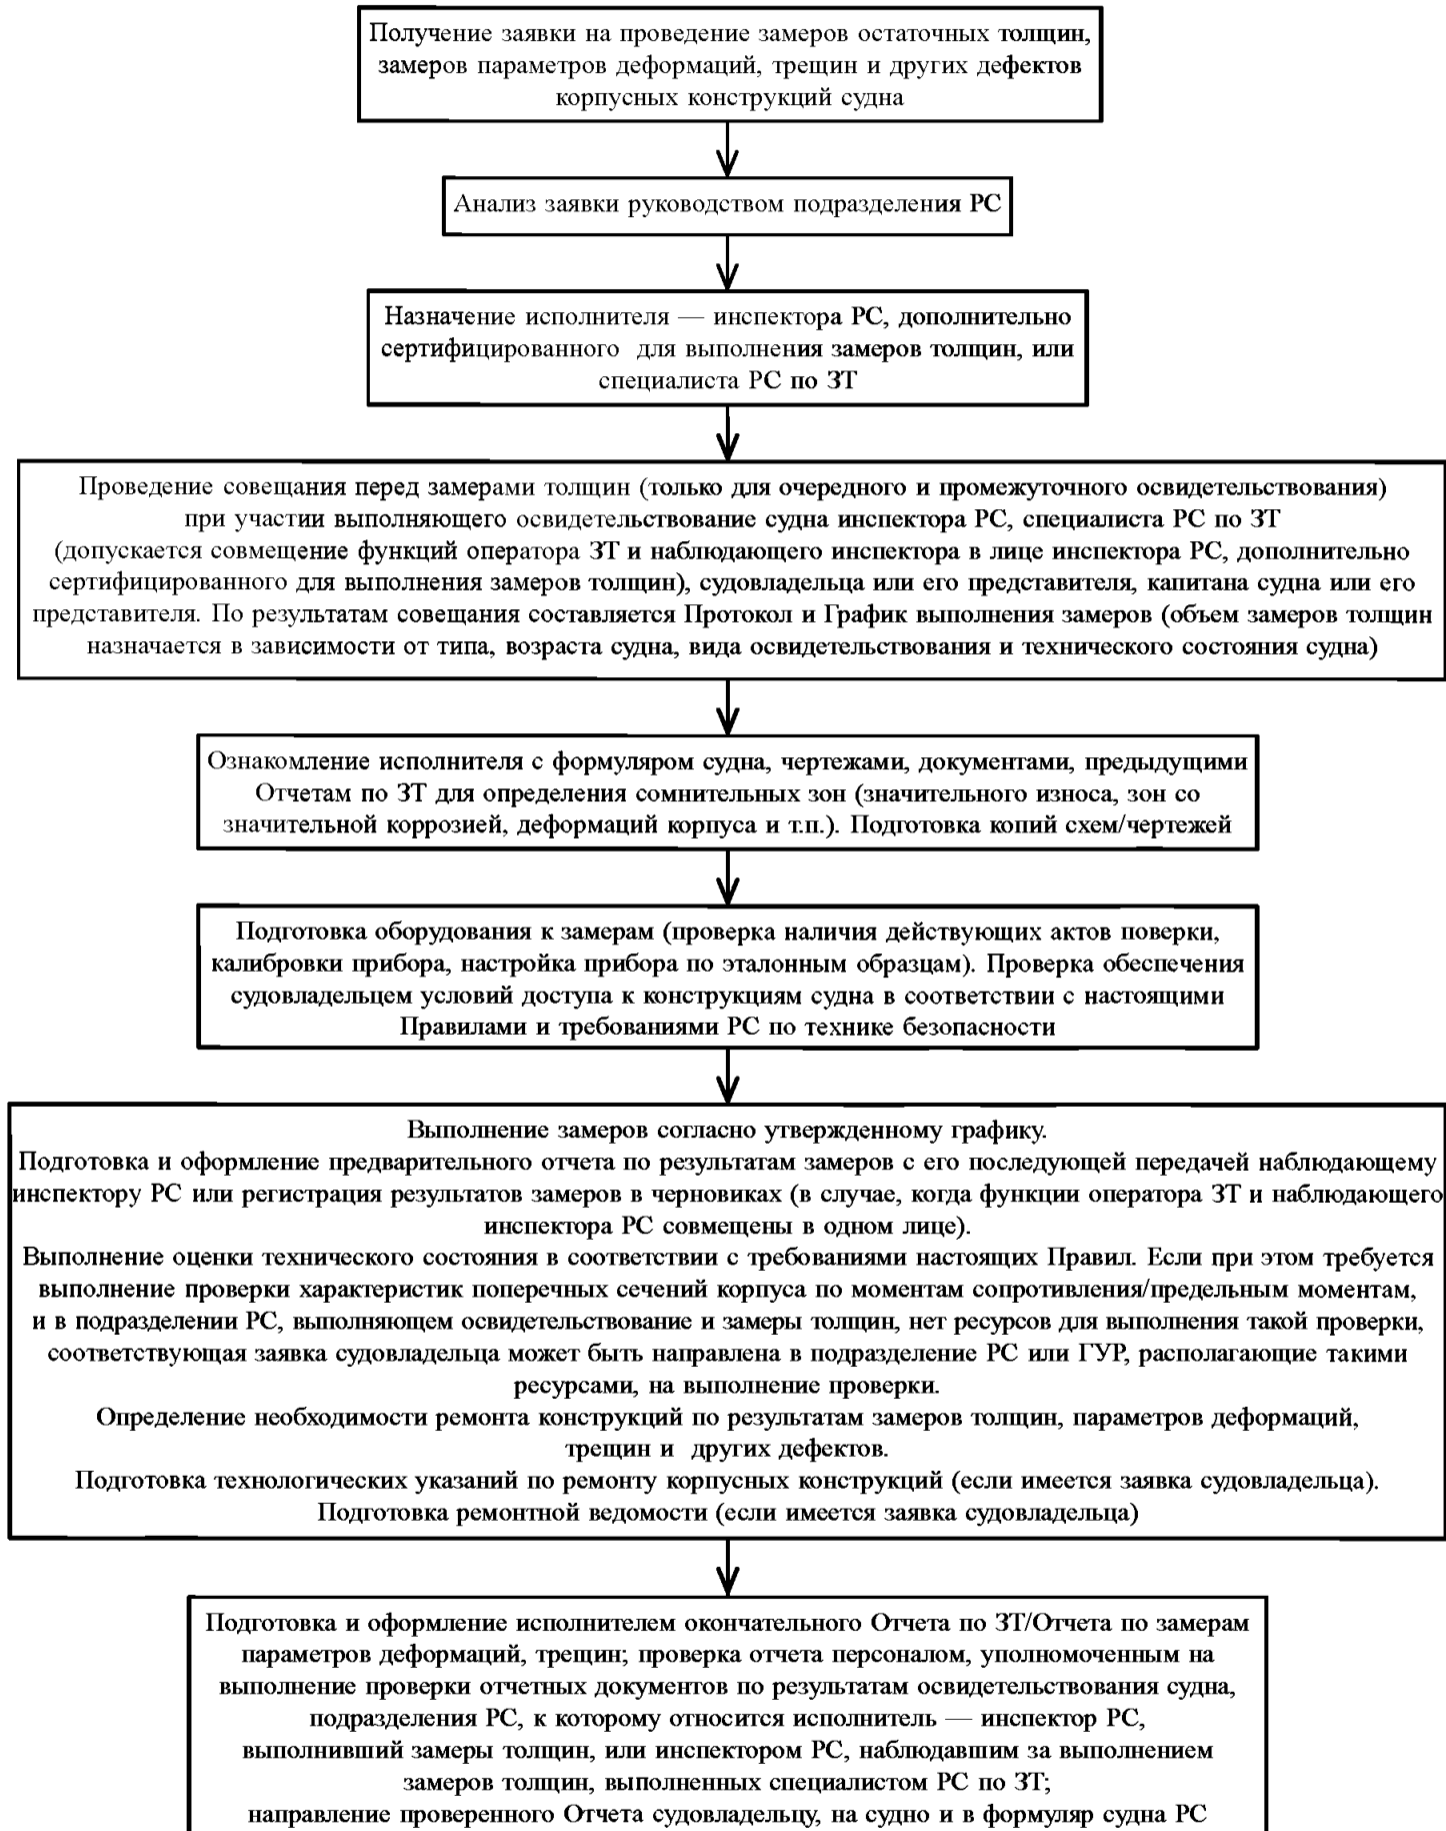 Получение заявки на проведение замеров остаточных толщин,
замеров параметров деформаций, трещин и других дефектов
корпусных конструкций судна
Анализ заявки руководством подразделения РС
Назначение исполнителя — инспектора РС, дополнительно
сертифицированного для выполнения замеров толщин, или
специалиста РС по ЗТ
Проведение совещания перед замерами толщин (только для очередного и промежуточного освидетельствования)
при участии выполняющего освидетельствование судна инспектора РС, специалиста РС по ЗТ
(допускается совмещение функций оператора ЗТ и наблюдающего инспектора в лице инспектора РС, дополнительно
сертифицированного для выполнения замеров толщин), судовладельца или его представителя, капитана судна или его
представителя. По результатам совещания составляется Протокол и График выполнения замеров (объем замеров толщин
назначается в зависимости от типа, возраста судна, вида освидетельствования и технического состояния судна)
Ознакомление исполнителя с формуляром судна, чертежами, документами, предыдущими
Отчетам по ЗТ для определения сомнительных зон (значительного износа, зон со
значительной коррозией, деформаций корпуса и т.п.). Подготовка копий схем/чертежей
Подготовка оборудования к замерам (проверка наличия действующих актов поверки,
калибровки прибора, настройка прибора по эталонным образцам). Проверка обеспечения
судовладельцем условий доступа к конструкциям судна в соответствии с настоящими
Правилами и требованиями РС по технике безопасности
Выполнение замеров согласно утвержденному графику.
Подготовка и оформление предварительного отчета по результатам замеров с его последующей передачей наблюдающему
инспектору РС или регистрация результатов замеров в черновиках (в случае, когда функции оператора ЗТ и наблюдающего
инспектора РС совмещены в одном лице).
Выполнение оценки технического состояния в соответствии с требованиями настоящих Правил. Если при этом требуется
выполнение проверки характеристик поперечных сечений корпуса по моментам сопротивления/предельным моментам,
и в подразделении РС, выполняющем освидетельствование и замеры толщин, нет ресурсов для выполнения такой проверки,
соответствующая заявка судовладельца может быть направлена в подразделение РС или ГУР, располагающие такими
ресурсами, на выполнение проверки.
Определение необходимости ремонта конструкций по результатам замеров толщин, параметров деформаций,
трещин и других дефектов.
Подготовка технологических указаний по ремонту корпусных конструкций (если имеется заявка судовладельца).
Подготовка ремонтной ведомости (если имеется заявка судовладельца)
Подготовка и оформление исполнителем окончательного Отчета по ЗТ/Отчета по замерам
параметров деформаций, трещин; проверка отчета персоналом, уполномоченным на
выполнение проверки отчетных документов по результатам освидетельствования судна,
подразделения РС, к которому относится исполнитель — инспектор РС,
выполнивший замеры толщин, или инспектором РС, наблюдавшим за выполнением
замеров толщин, выполненных специалистом РС по ЗТ;
направление проверенного Отчета судовладельцу, на судно и в формуляр судна РС